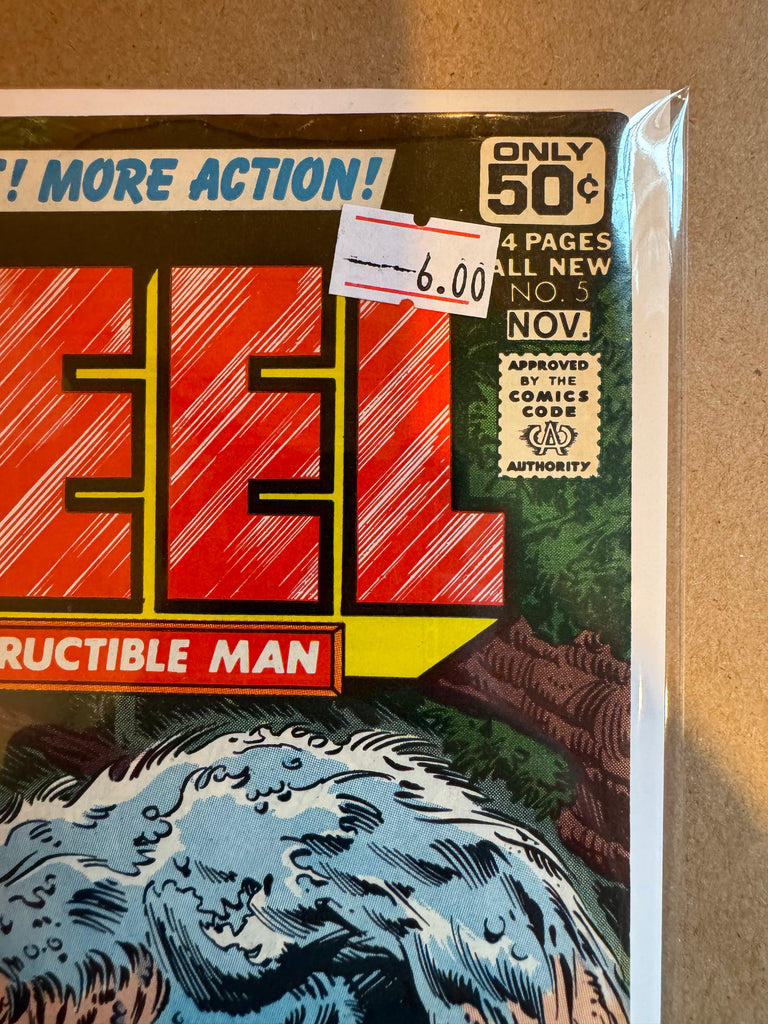 ! MORE ACTION!
ONLY
50¢
6.00
4 PAGES
ALL NEW
NO. 5
NOV.
EEL
APPROVED
BY THE
COMICS
CODE
CA
AUTHORITY
RUCTIBLE MAN